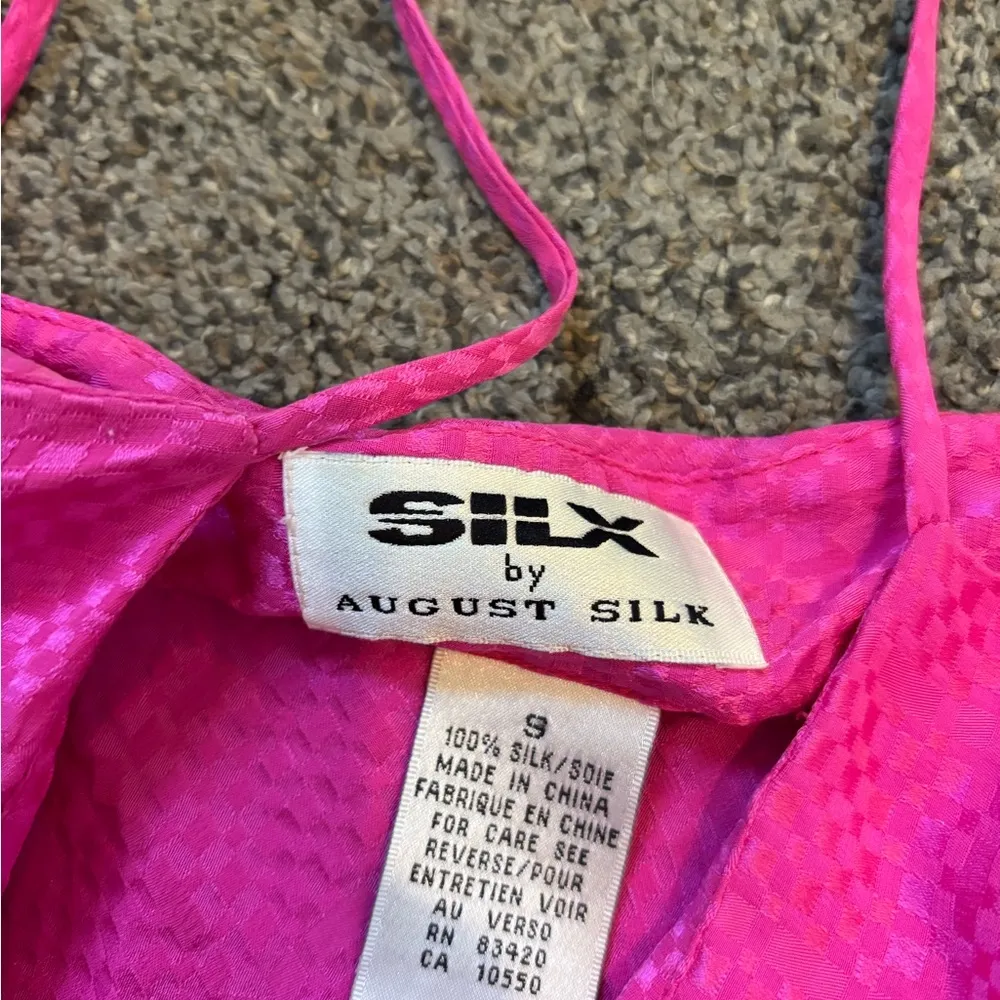 SILX
by
AUGUST SILK
S
100% SILK/SOIE
MADE IN CHINA
FABRIQUE EN CHINE
FOR CARE SEE
REVERSE/POUR
ENTRETIEN VOIR
AU VERSO
RN 83420
CA 10550